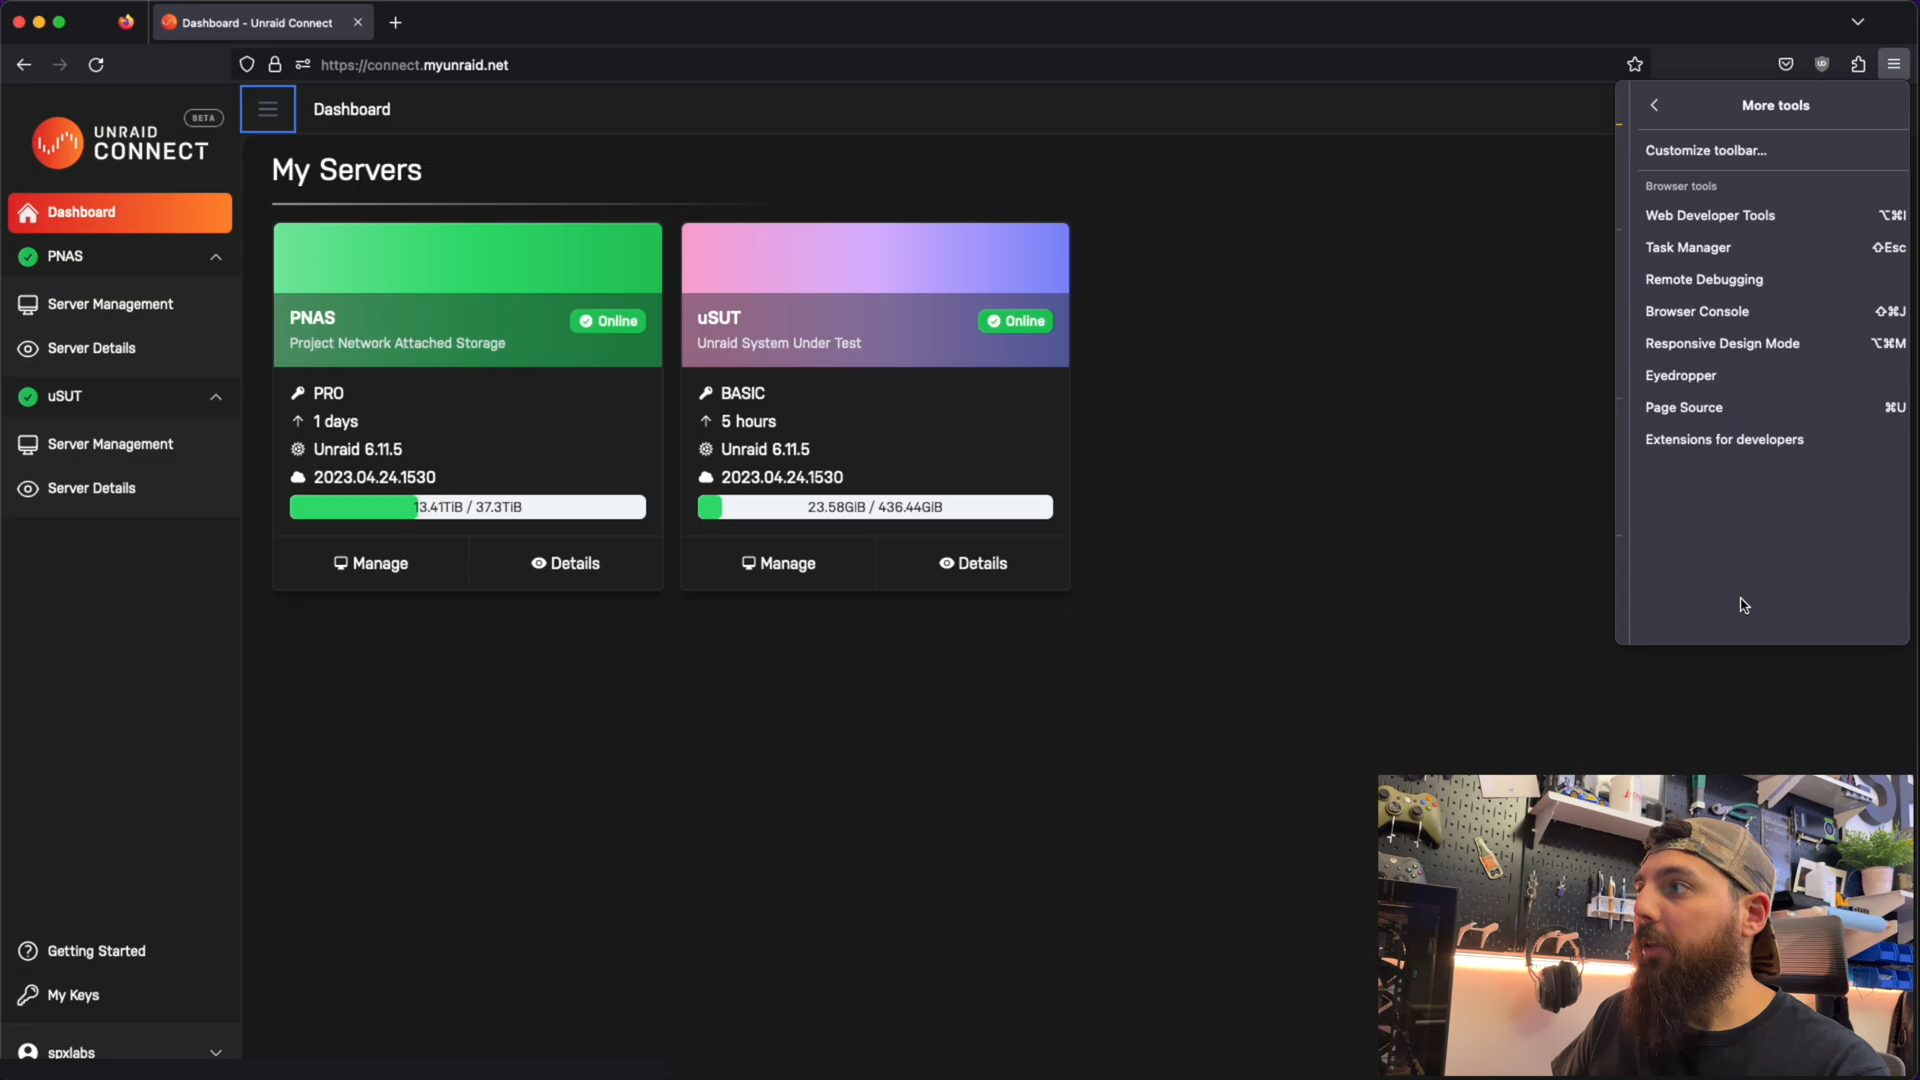 Dashboard - Unraid Connect
https://connect.myunraid.net
UNRAID
CONNECT
BETA
Dashboard
PNAS
Server Management
Server Details
uSUT
Server Management
Server Details
Getting Started
My Keys
spxlabs
Dashboard
My Servers
PNAS
Online
Project Network Attached Storage
PRO
1 days
Unraid 6.11.5
2023.04.24.1530
13.41TiB / 37.3TiB
Manage
Details
uSUT
Online
Unraid System Under Test
BASIC
5 hours
Unraid 6.11.5
2023.04.24.1530
23.58GiB / 436.44GiB
Manage
Details
More tools
Customize toolbar...
Browser tools
Web Developer Tools ⌥⌘I
Task Manager ⇧Esc
Remote Debugging
Browser Console ⇧⌘J
Responsive Design Mode ⌥⌘M
Eyedropper
Page Source ⌘U
Extensions for developers